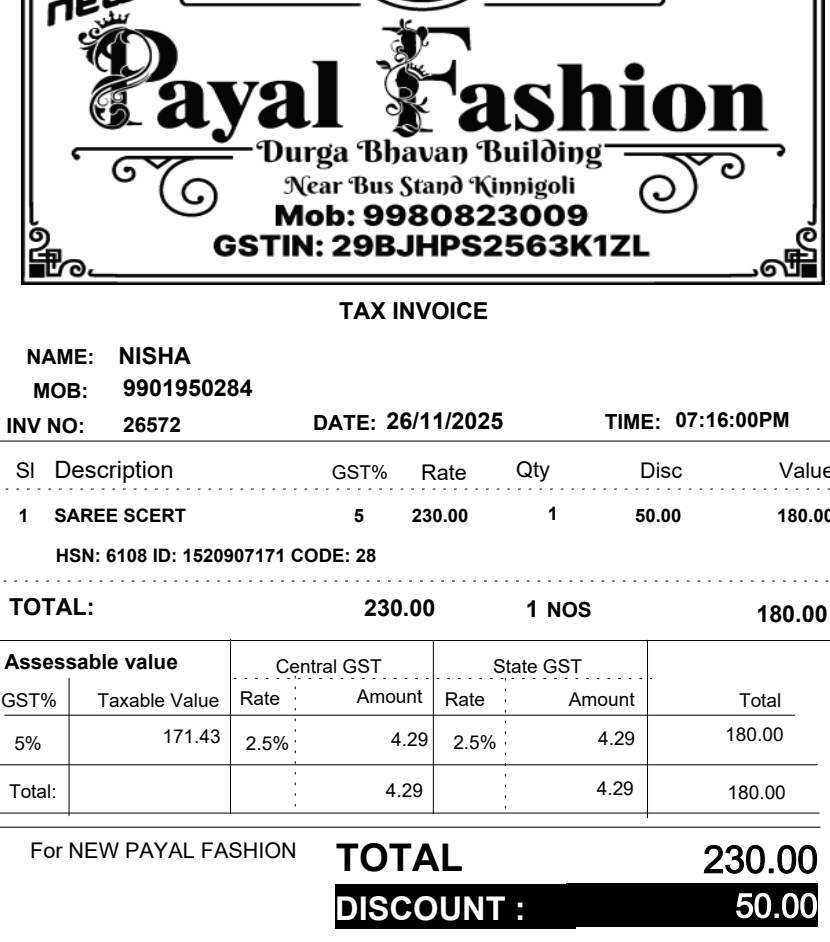 new
Payal Fashion
Durga Bhavan Building
Near Bus Stand Kinnigoli
Mob: 9980823009
GSTIN: 29BJHPS2563K1ZL
TAX INVOICE
NAME: NISHA
MOB: 9901950284
INV NO: 26572 DATE: 26/11/2025 TIME: 07:16:00PM
Sl Description GST% Rate Qty Disc Value
1 SAREE SCERT 5 230.00 1 50.00 180.00
HSN: 6108 ID: 1520907171 CODE: 28
TOTAL: 230.00 1 NOS 180.00
Assessable value Central GST State GST
GST% Taxable Value Rate Amount Rate Amount Total
5% 171.43 2.5% 4.29 2.5% 4.29 180.00
Total: 4.29 4.29 180.00
For NEW PAYAL FASHION TOTAL 230.00
DISCOUNT : 50.00